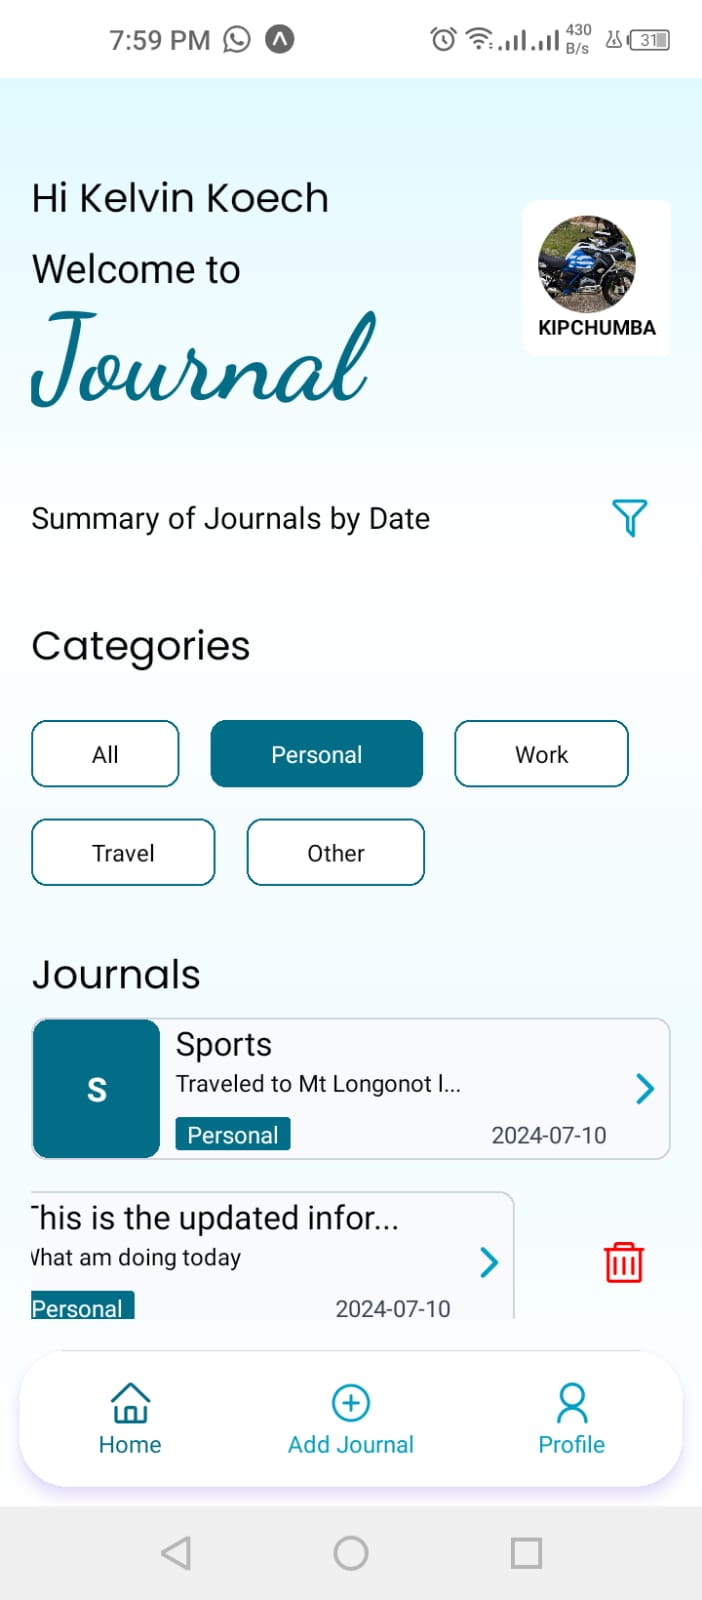 7:59 PM
430
B/s
31
Hi Kelvin Koech
Welcome to
Journal
KIPCHUMBA
Summary of Journals by Date
Categories
All
Personal
Work
Travel
Other
Journals
S
Sports
Traveled to Mt Longonot l...
Personal
2024-07-10
This is the updated infor...
What am doing today
Personal
2024-07-10
Home
Add Journal
Profile